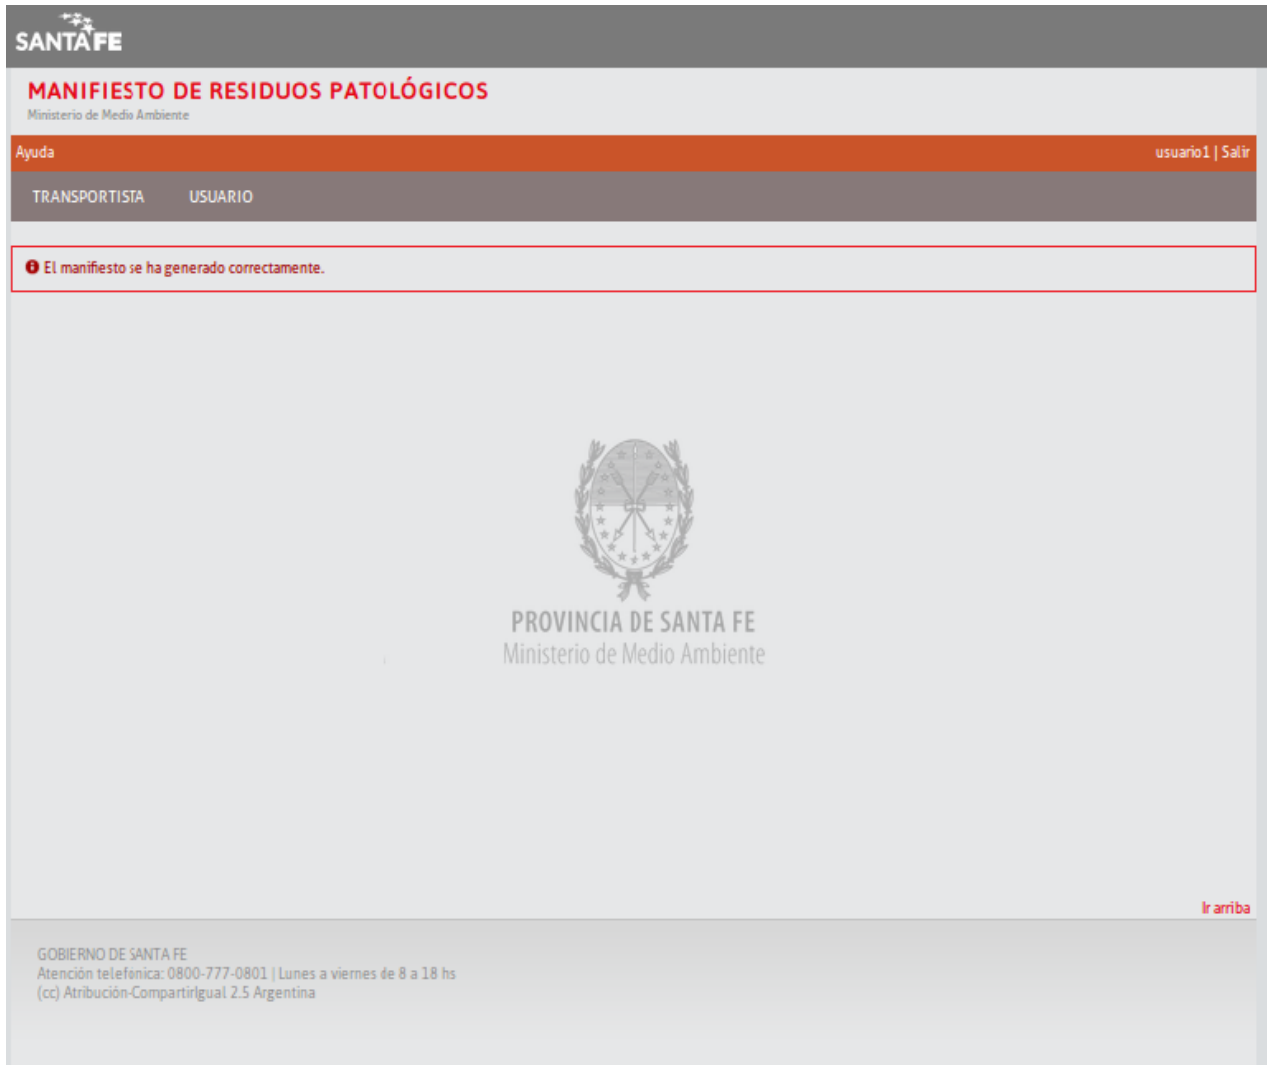 SANTAFE
MANIFIESTO DE RESIDUOS PATOLÓGICOS
Ministerio de Medio Ambiente
Ayuda
usuario1 | Salir
TRANSPORTISTA USUARIO
El manifiesto se ha generado correctamente.
PROVINCIA DE SANTA FE
Ministerio de Medio Ambiente
Ir arriba
GOBIERNO DE SANTA FE
Atención telefonica: 0800-777-0801 | Lunes a viernes de 8 a 18 hs
(cc) Atribución-CompartirIgual 2.5 Argentina